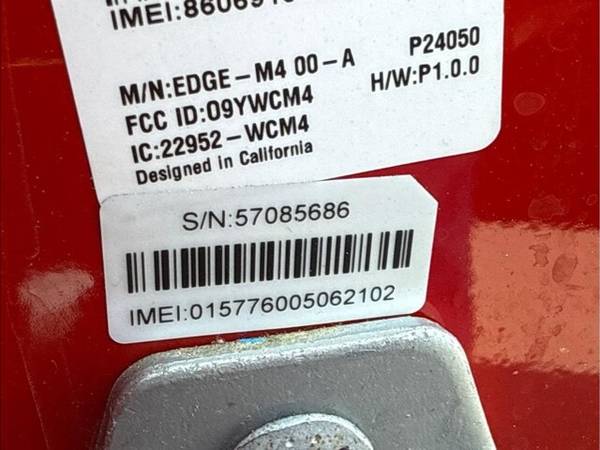 M/N:EDGE-M4 00-A P24050
FCC ID:O9YWCM4 H/W:P1.0.0
IC:22952-WCM4
Designed in California
S/N:57085686
IMEI:015776005062102